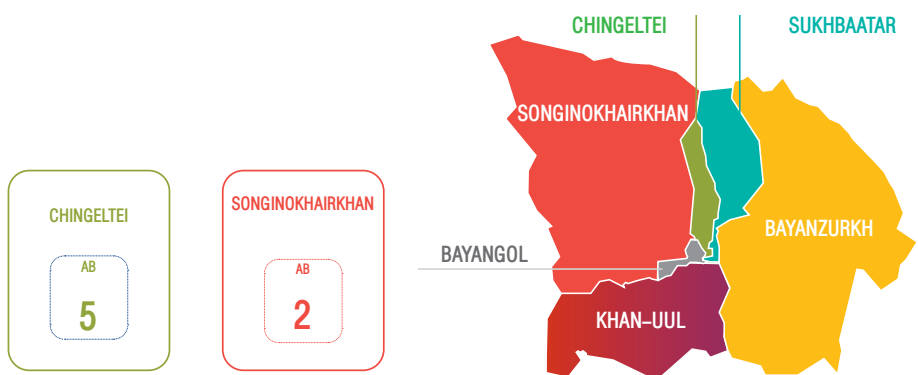 CHINGELTEI
AB
5
SONGINOKHAIRKHAN
AB
2
CHINGELTEI
SUKHBAATAR
SONGINOKHAIRKHAN
BAYANZURKH
BAYANGOL
KHAN–UUL